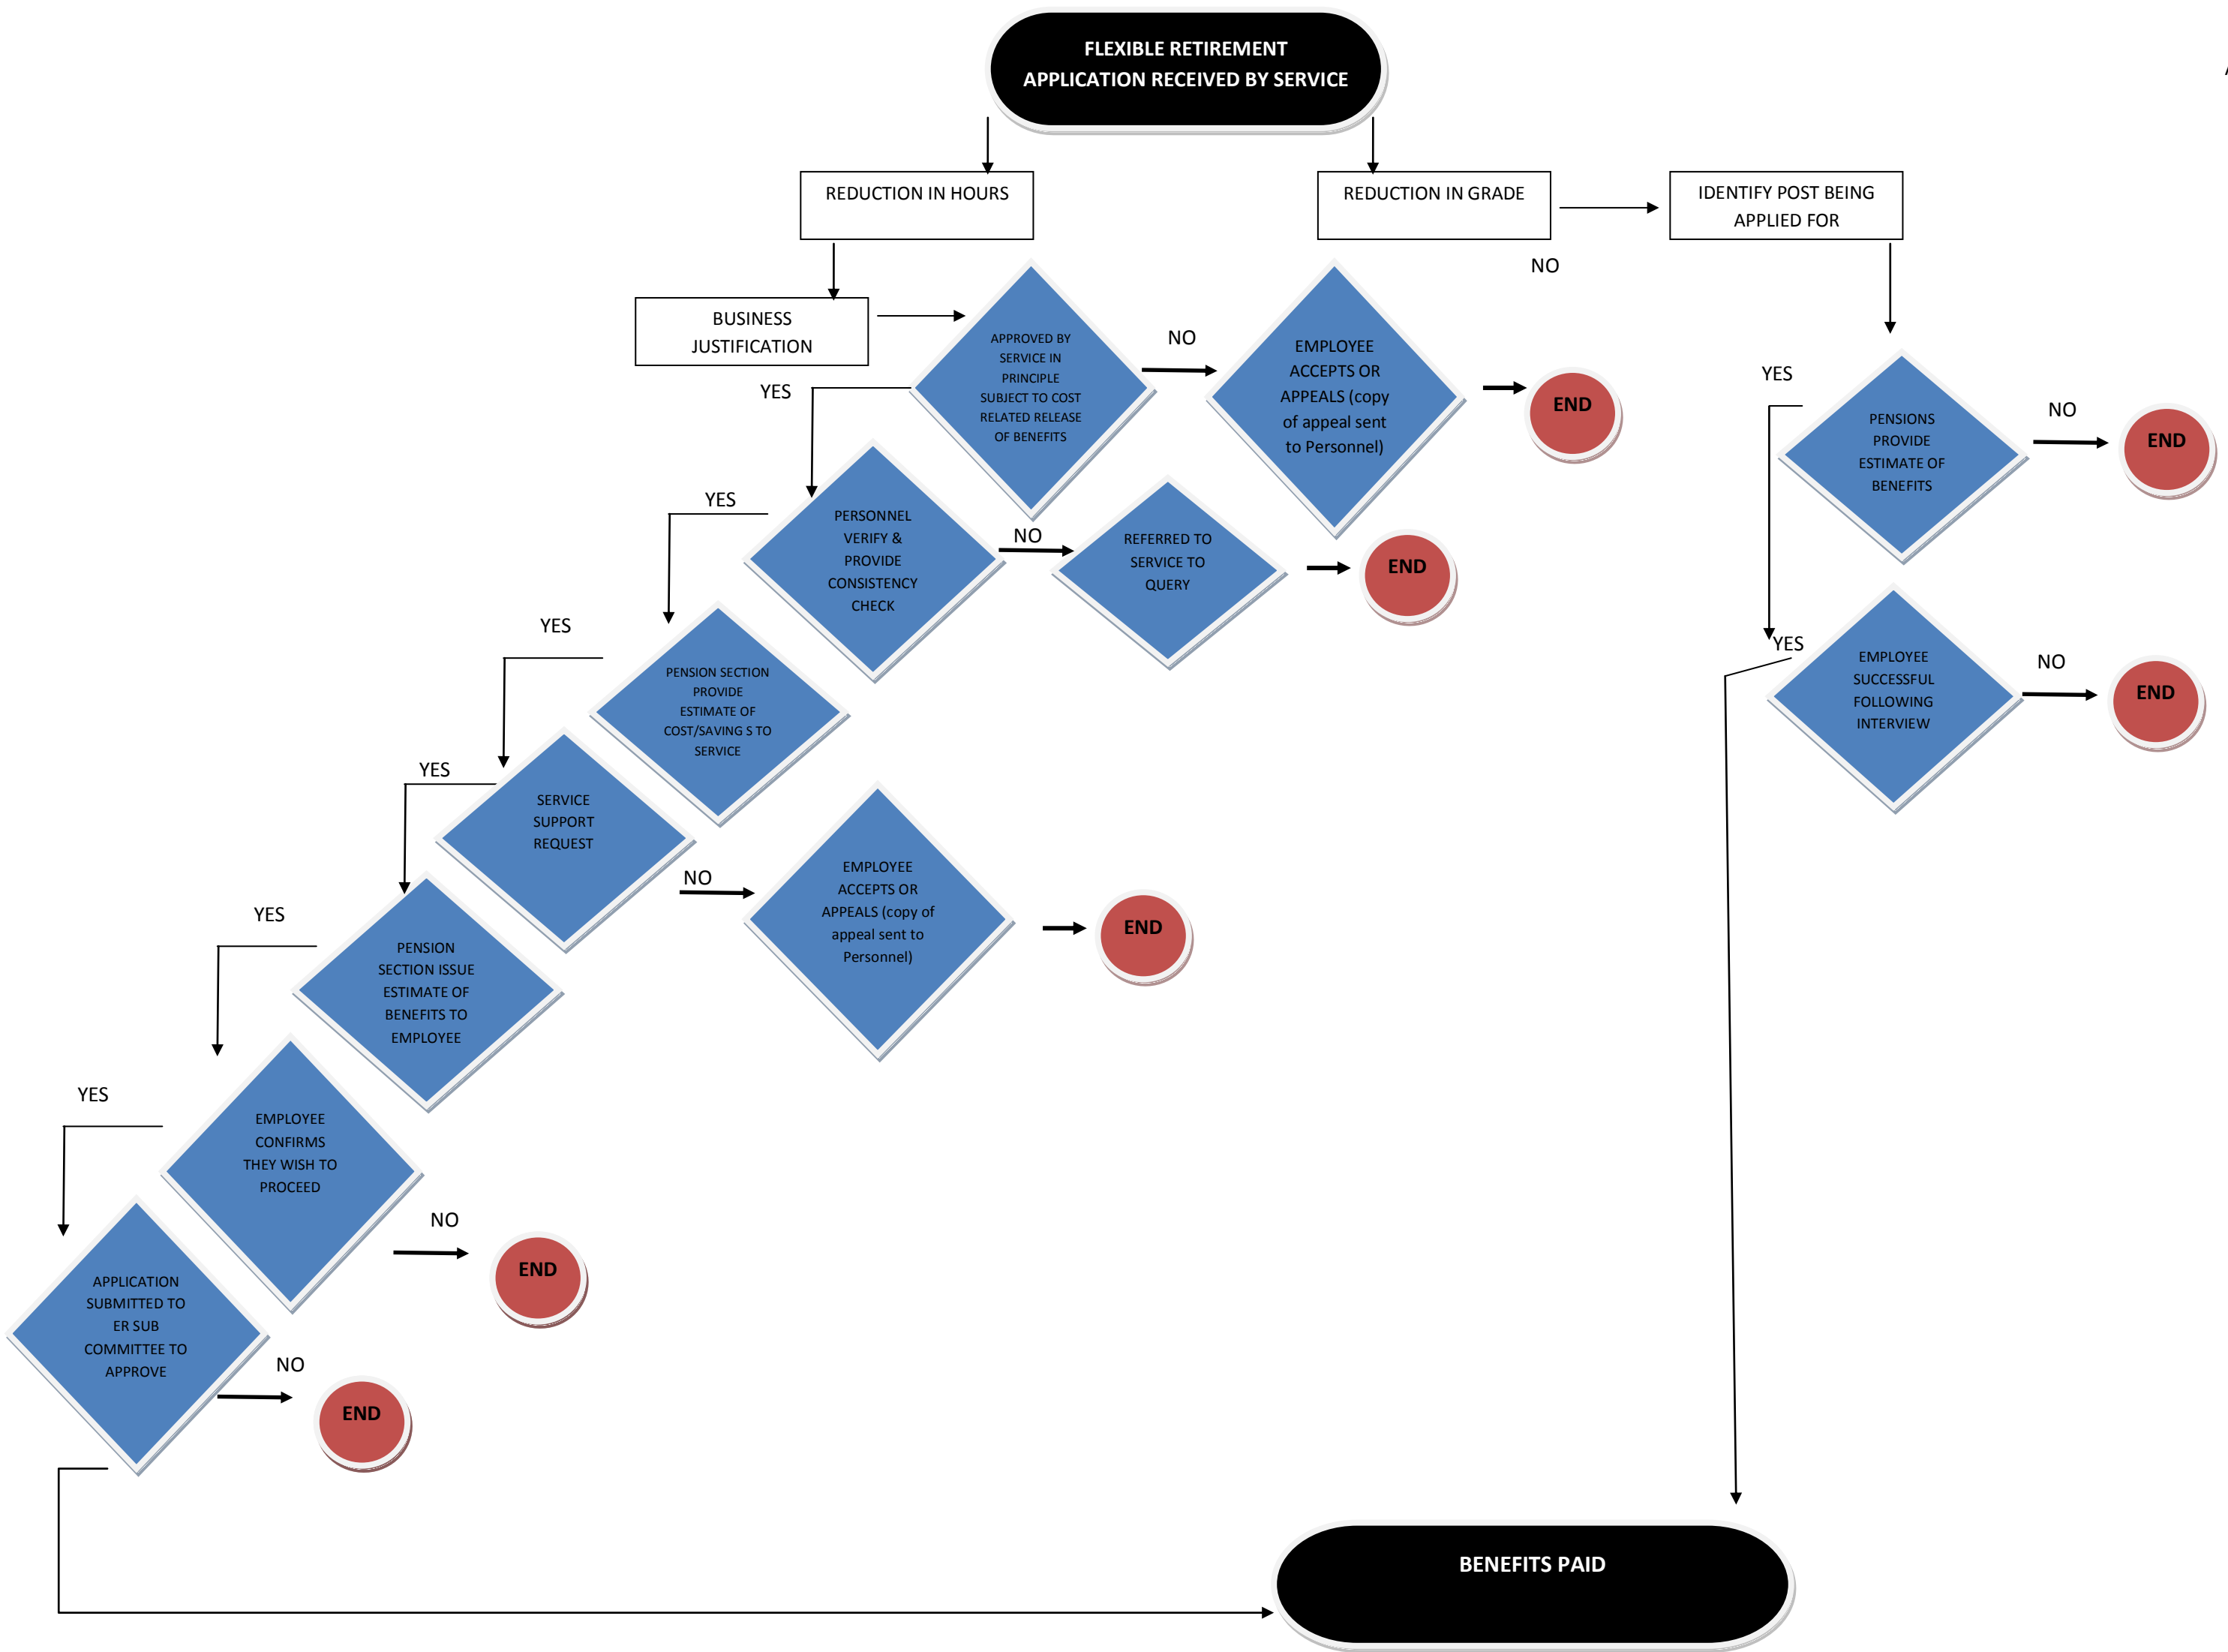 FLEXIBLE RETIREMENT
APPLICATION RECEIVED BY SERVICE
A
REDUCTION IN HOURS
REDUCTION IN GRADE
IDENTIFY POST BEING
APPLIED FOR
NO
BUSINESS
JUSTIFICATION
APPROVED BY
SERVICE IN
PRINCIPLE
SUBJECT TO COST
RELATED RELEASE
OF BENEFITS
NO
EMPLOYEE
ACCEPTS OR
APPEALS (copy
of appeal sent
to Personnel)
END
YES
PENSIONS
PROVIDE
ESTIMATE OF
BENEFITS
NO
END
YES
PERSONNEL
VERIFY &
PROVIDE
CONSISTENCY
CHECK
NO
REFERRED TO
SERVICE TO
QUERY
END
YES
EMPLOYEE
SUCCESSFUL
FOLLOWING
INTERVIEW
NO
END
YES
PENSION SECTION
PROVIDE
ESTIMATE OF
COST/SAVING S TO
SERVICE
YES
SERVICE
SUPPORT
REQUEST
NO
EMPLOYEE
ACCEPTS OR
APPEALS (copy of
appeal sent to
Personnel)
END
YES
PENSION
SECTION ISSUE
ESTIMATE OF
BENEFITS TO
EMPLOYEE
YES
EMPLOYEE
CONFIRMS
THEY WISH TO
PROCEED
NO
END
YES
APPLICATION
SUBMITTED TO
ER SUB
COMMITTEE TO
APPROVE
NO
END
YES
BENEFITS PAID